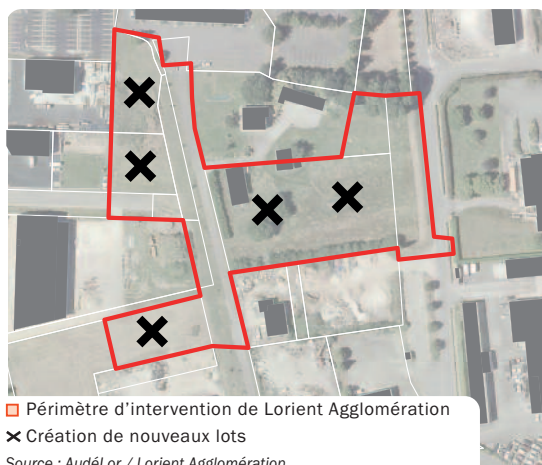 Périmètre d'intervention de Lorient Agglomération
Création de nouveaux lots
Source : AudéLor / Lorient Agglomération